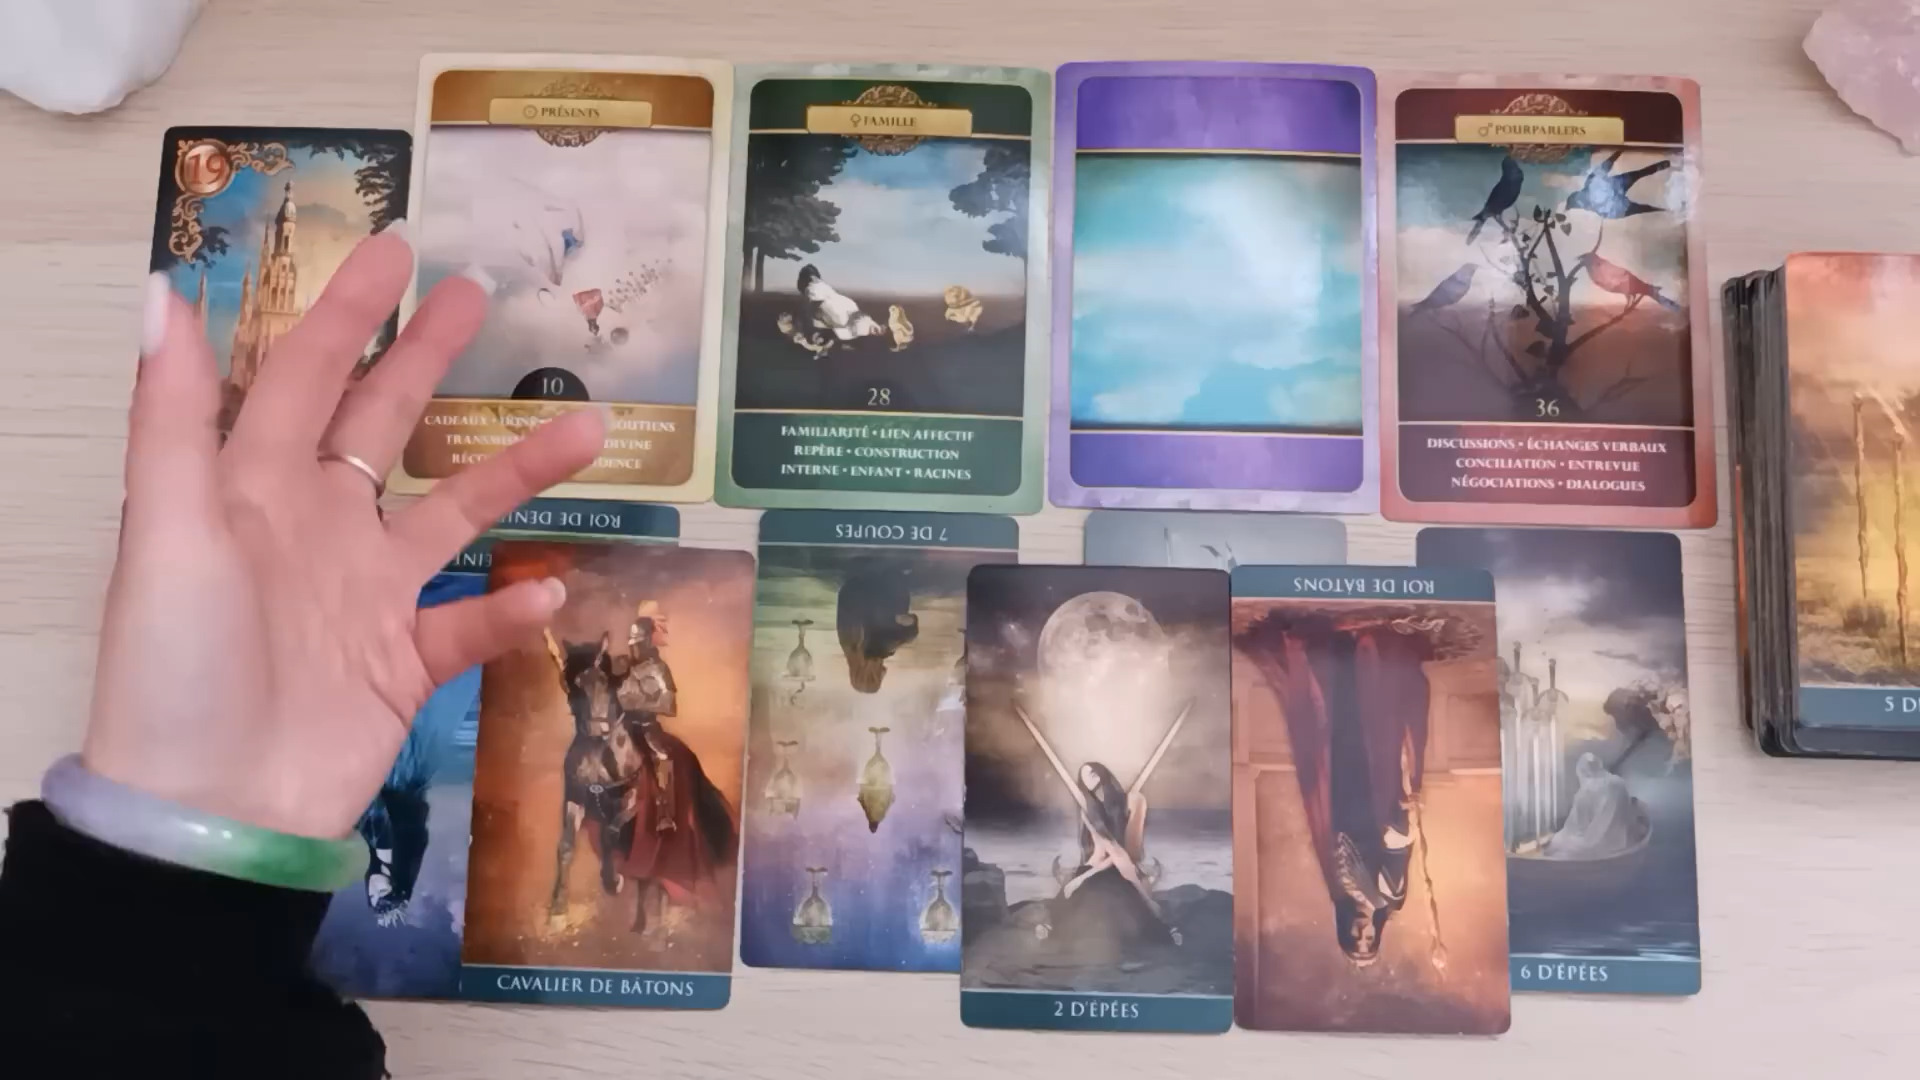 19
PRÉSENTS
10
CADEAUX
SOUTIENS
DIVINE
FAMILLE
28
FAMILIARITÉ • LIEN AFFECTIF
REPÈRE • CONSTRUCTION
INTERNE • ENFANT • RACINES
POURPARLERS
36
DISCUSSIONS • ÉCHANGES VERBAUX
CONCILIATION • ENTREVUE
NÉGOCIATIONS • DIALOGUES
ROI DE
7 DE COUPES
ROI DE BÂTONS
CAVALIER DE BÂTONS
2 D'ÉPÉES
6 D'ÉPÉES
5